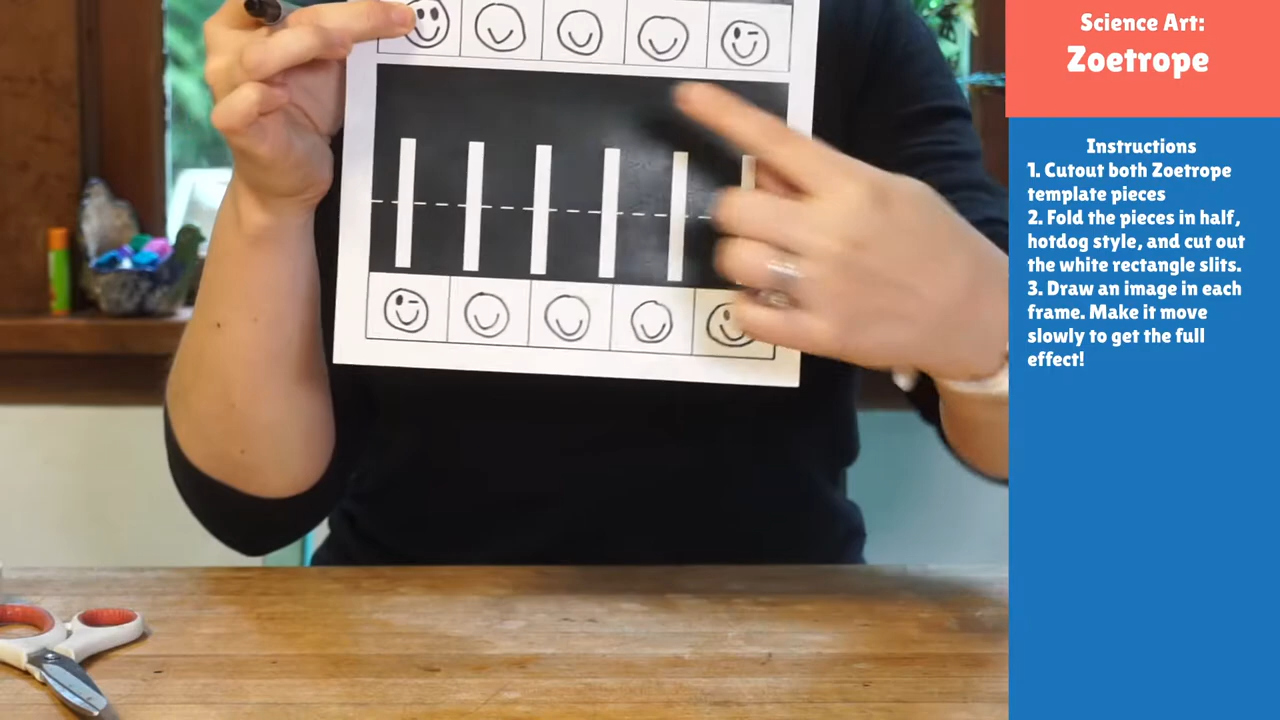 Science Art:
Zoetrope
Instructions
1. Cutout both Zoetrope
template pieces
2. Fold the pieces in half,
hotdog style, and cut out
the white rectangle slits.
3. Draw an image in each
frame. Make it move
slowly to get the full
effect!